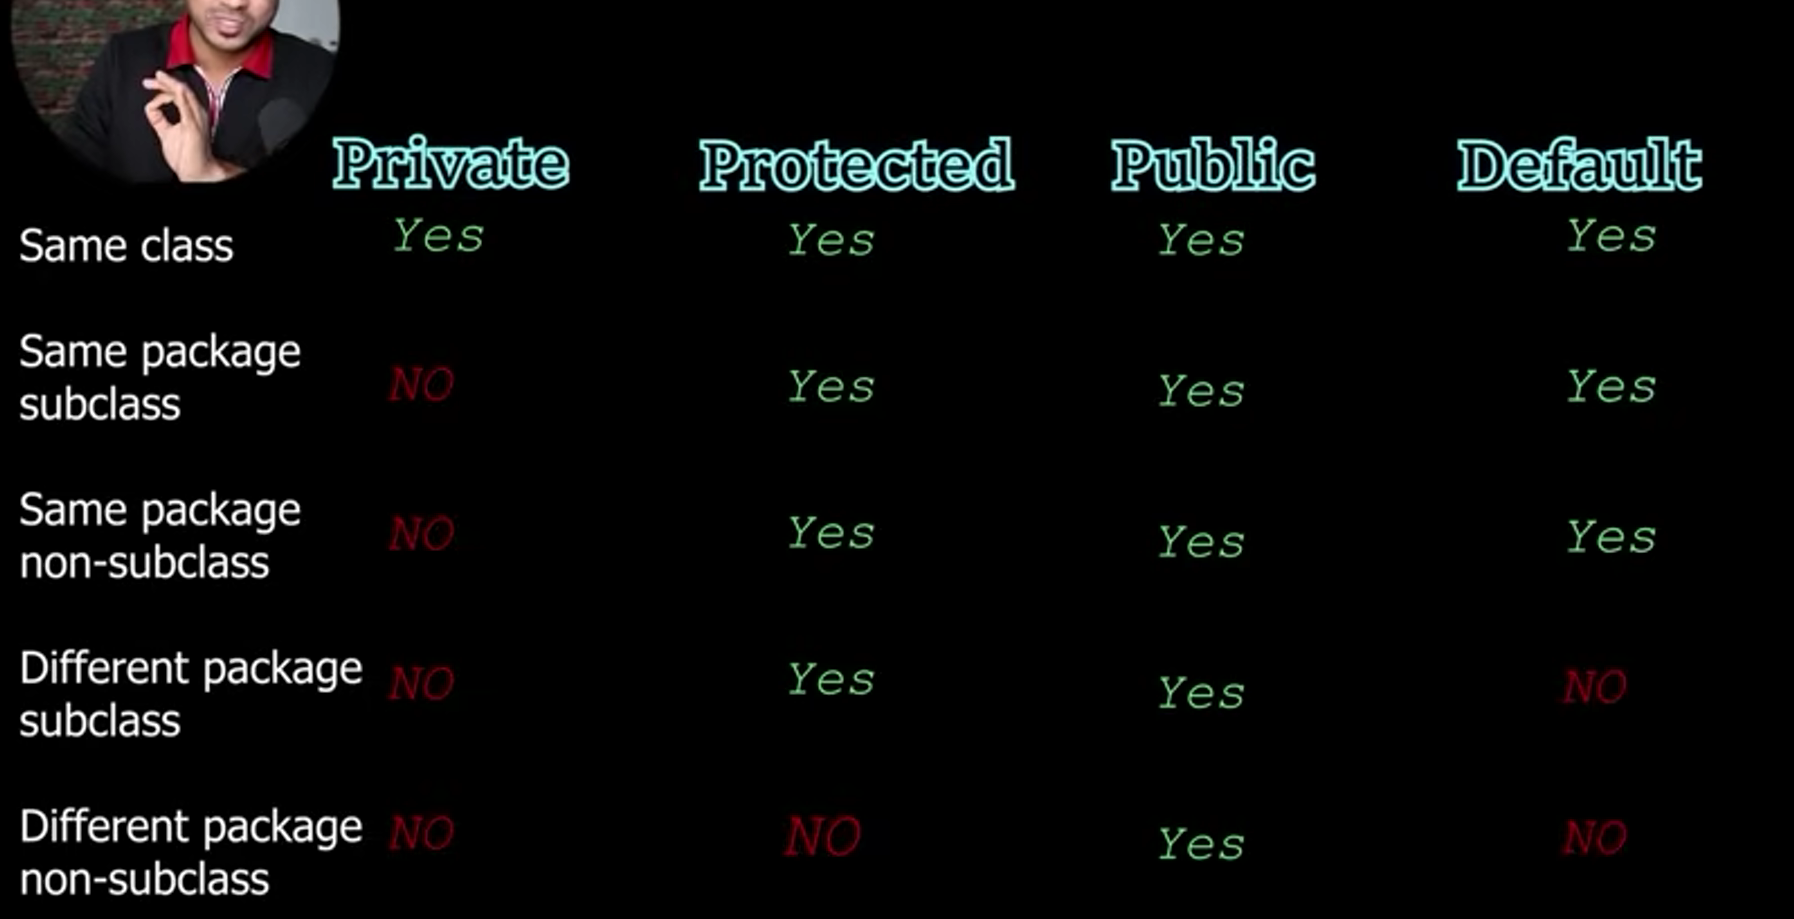 Private Protected Public Default
Same class Yes Yes Yes Yes
Same package
subclass NO Yes Yes Yes
Same package
non-subclass NO Yes Yes Yes
Different package
subclass NO Yes Yes NO
Different package
non-subclass NO NO Yes NO